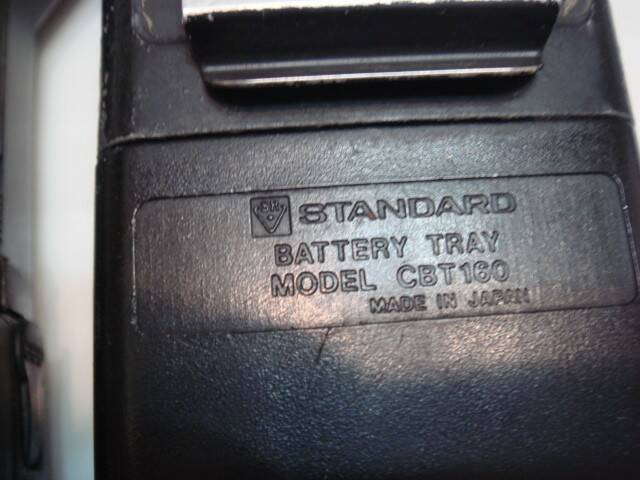 STANDARD
BATTERY TRAY
MODEL CBT160
MADE IN JAPAN